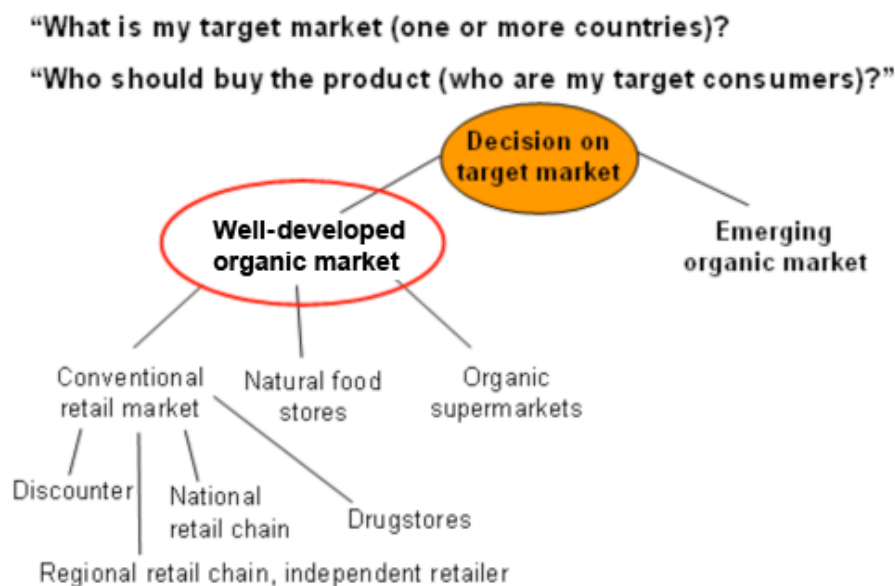 “What is my target market (one or more countries)?
“Who should buy the product (who are my target consumers)?”
Decision on
target market
Well-developed
organic market
Emerging
organic market
Conventional
retail market
Natural food
stores
Organic
supermarkets
Discounter
National
retail chain
Drugstores
Regional retail chain, independent retailer